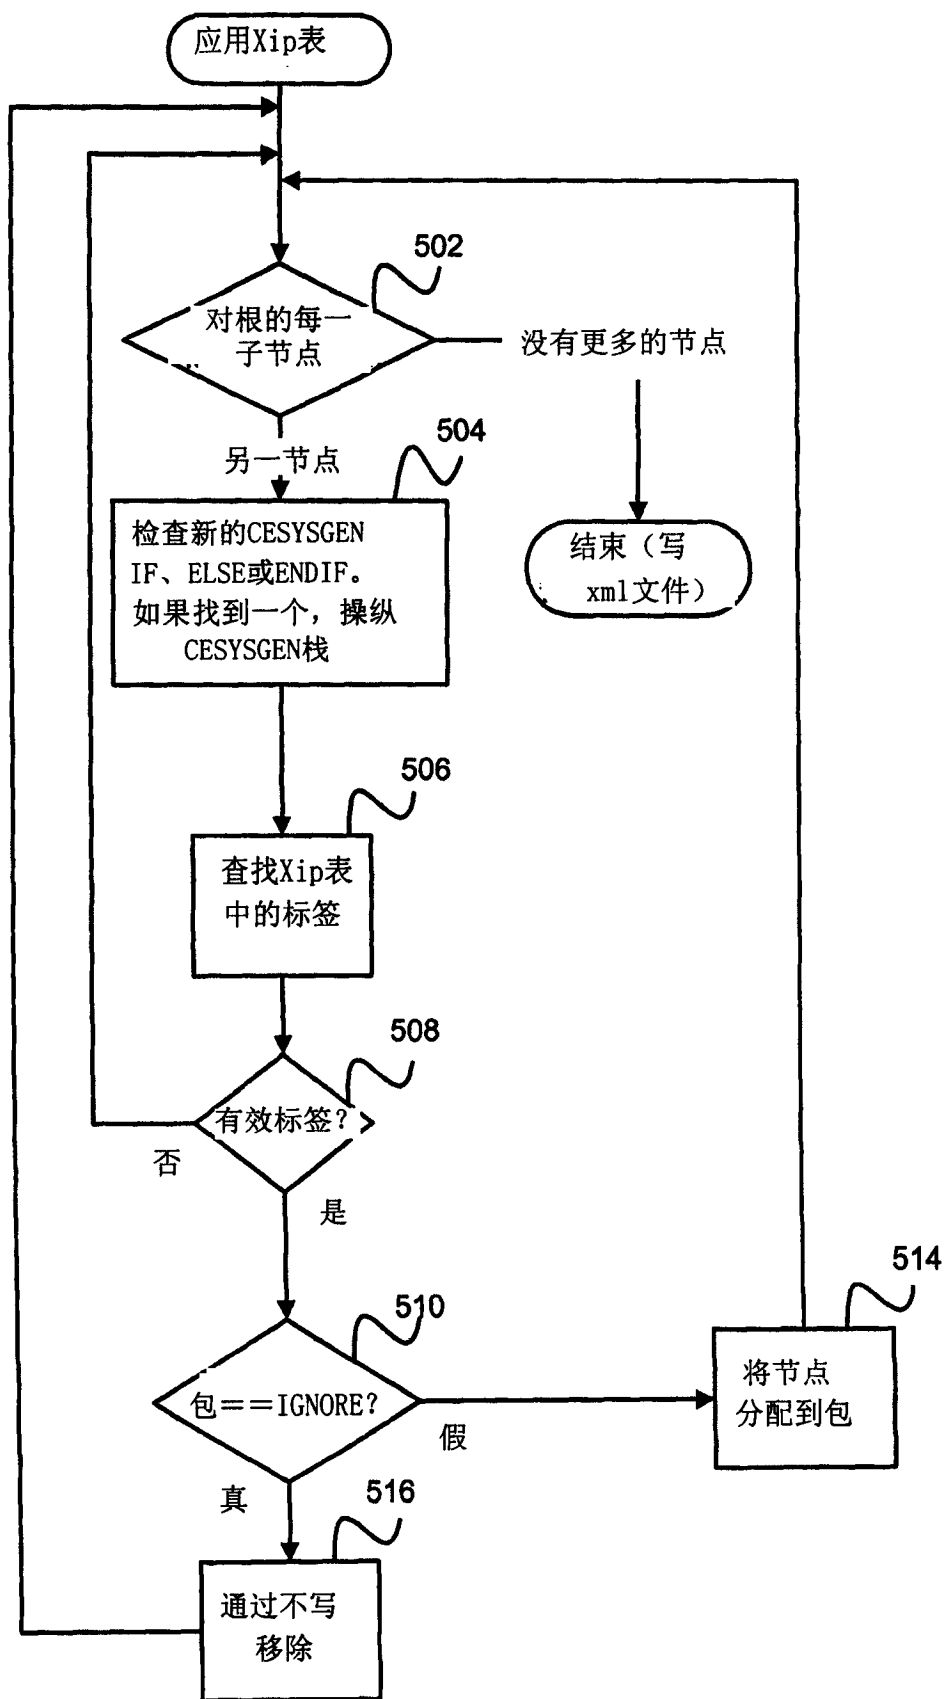 应用Xip表
502
对根的每一
子节点
没有更多的节点
另一节点
504
检查新的CESYSGEN
IF、ELSE或ENDIF。
如果找到一个，操纵
CESYSGEN栈
结束（写
xml文件）
506
查找Xip表
中的标签
508
有效标签？
否
是
510
包＝＝IGNORE？
假
514
将节点
分配到包
真
516
通过不写
移除